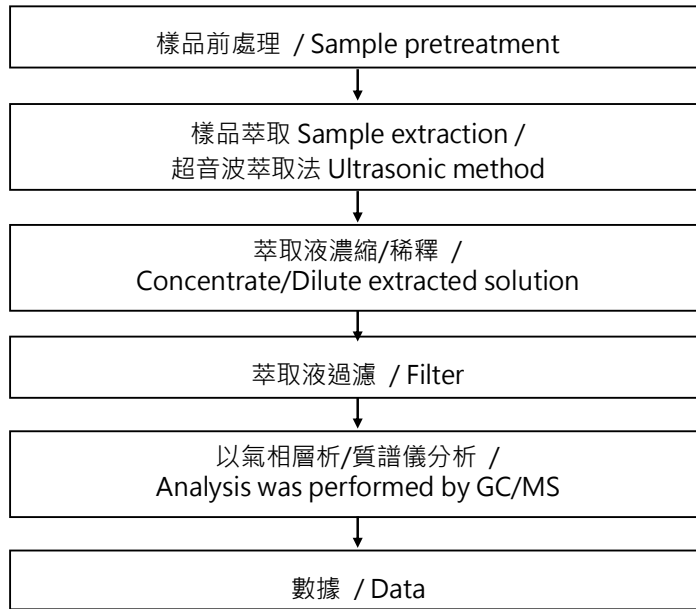 樣品前處理 / Sample pretreatment
樣品萃取 Sample extraction /
超音波萃取法 Ultrasonic method
萃取液濃縮/稀釋 /
Concentrate/Dilute extracted solution
萃取液過濾 / Filter
以氣相層析/質譜儀分析 /
Analysis was performed by GC/MS
數據 / Data